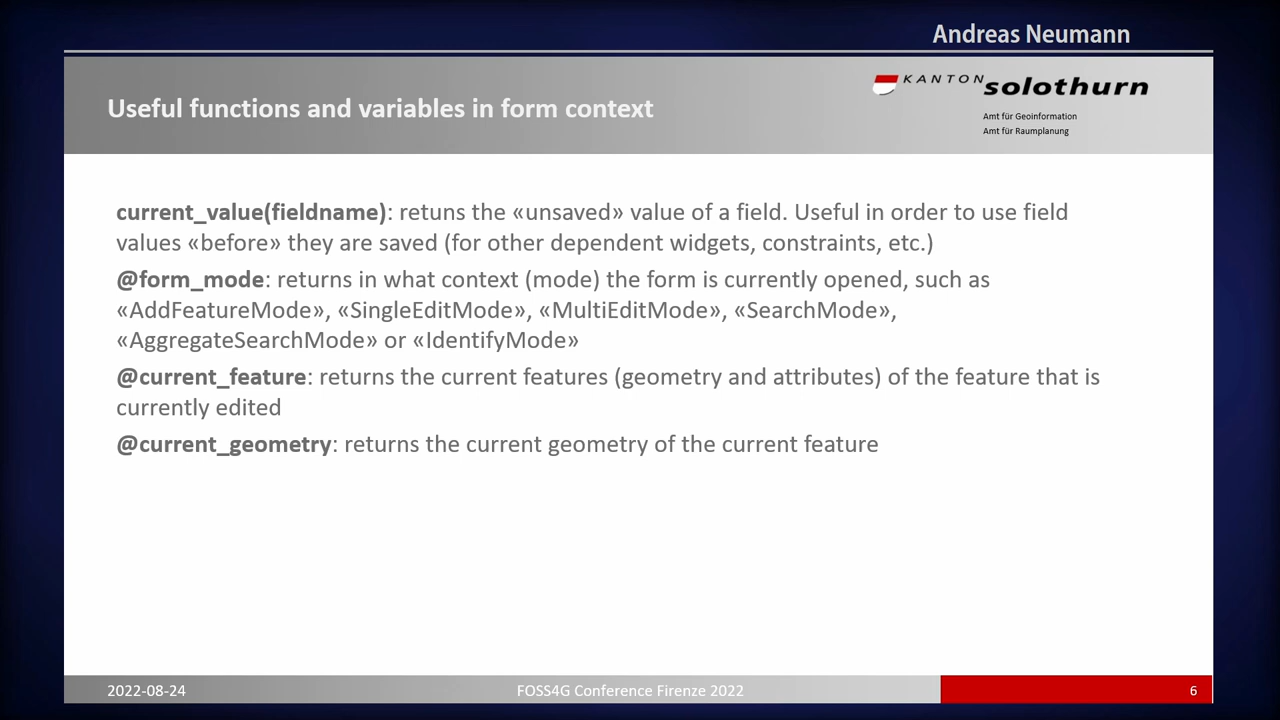 Andreas Neumann
Useful functions and variables in form context
KANTON solothurn
Amt für Geoinformation
Amt für Raumplanung
current_value(fieldname): retuns the «unsaved» value of a field. Useful in order to use field
values «before» they are saved (for other dependent widgets, constraints, etc.)
@form_mode: returns in what context (mode) the form is currently opened, such as
«AddFeatureMode», «SingleEditMode», «MultiEditMode», «SearchMode»,
«AggregateSearchMode» or «IdentifyMode»
@current_feature: returns the current features (geometry and attributes) of the feature that is
currently edited
@current_geometry: returns the current geometry of the current feature
2022-08-24
FOSS4G Conference Firenze 2022
6